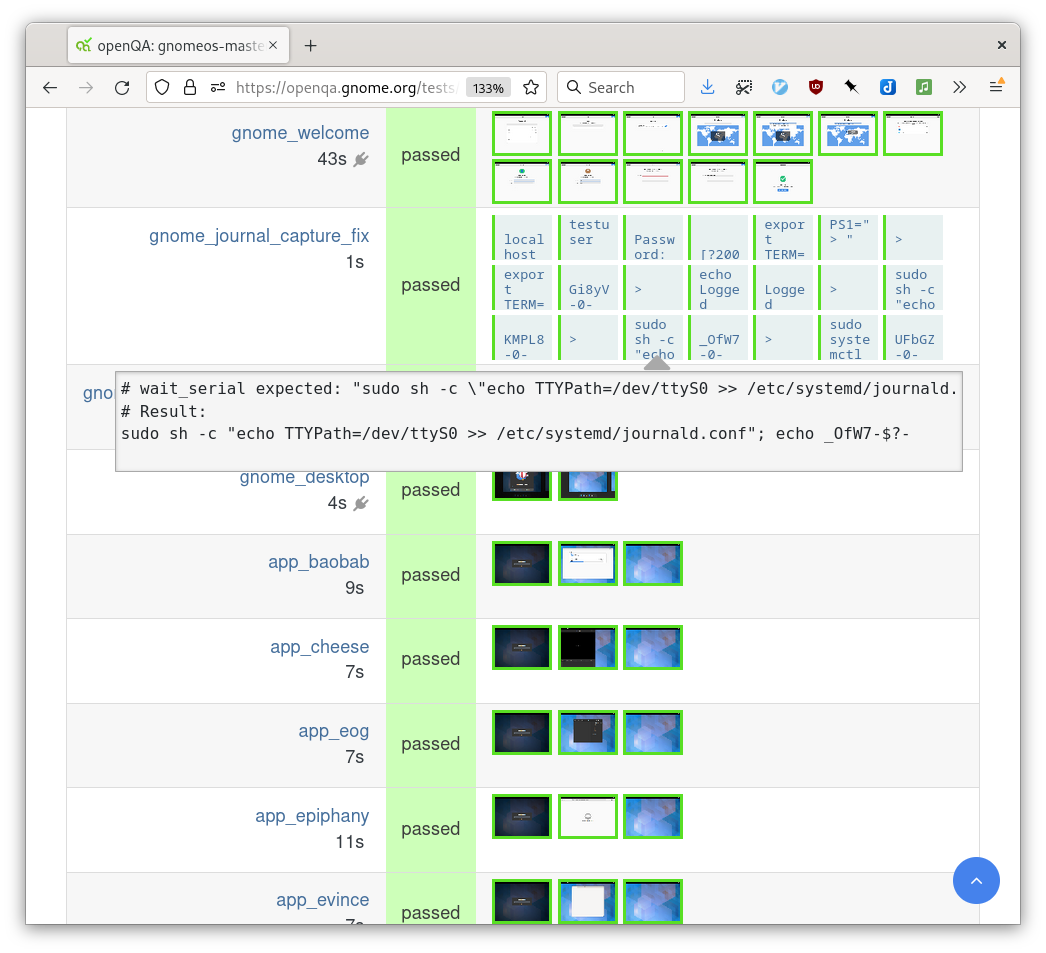 openQA: gnomeos-maste
https://openqa.gnome.org/tests/
133%
Search
gnome_welcome
43s
passed
gnome_journal_capture_fix
1s
passed
local
host
testu
ser
Passw
ord:
[?200
expor
t
TERM=
PS1="
> "
>
expor
t
TERM=
Gi8yV
-0-
>
echo
Logge
d
Logge
d
>
sudo
sh -c
"echo
KMPL8
-0-
>
sudo
sh -c
"echo
_OfW7
-0-
>
sudo
syste
mctl
UFbGZ
-0-
gno
# wait_serial expected: "sudo sh -c \"echo TTYPath=/dev/ttyS0 >> /etc/systemd/journald.
# Result:
sudo sh -c "echo TTYPath=/dev/ttyS0 >> /etc/systemd/journald.conf"; echo _OfW7-$?-
gnome_desktop
4s
passed
app_baobab
9s
passed
app_cheese
7s
passed
app_eog
7s
passed
app_epiphany
11s
passed
app_evince
7s
passed